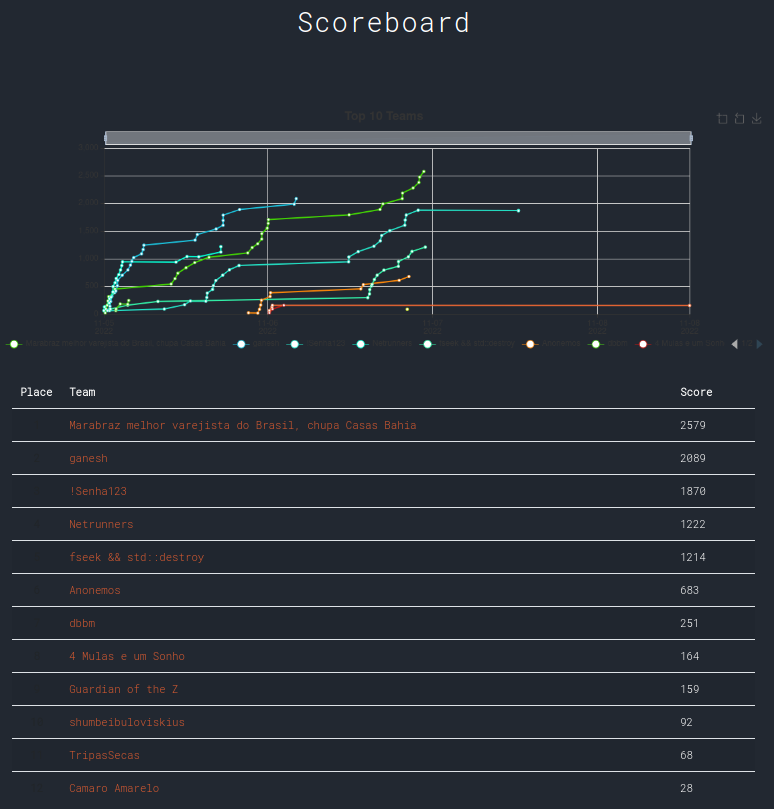 Scoreboard
Top 10 Teams
Place Team Score
Marabraz melhor varejista do Brasil, chupa Casas Bahia 2579
ganesh 2089
!Senha123 1870
Netrunners 1222
fseek && std::destroy 1214
Anonemos 683
dbbm 251
4 Mulas e um Sonho 164
Guardian of the Z 159
shumbeibuloviskius 92
TripasSecas 68
Camaro Amarelo 28